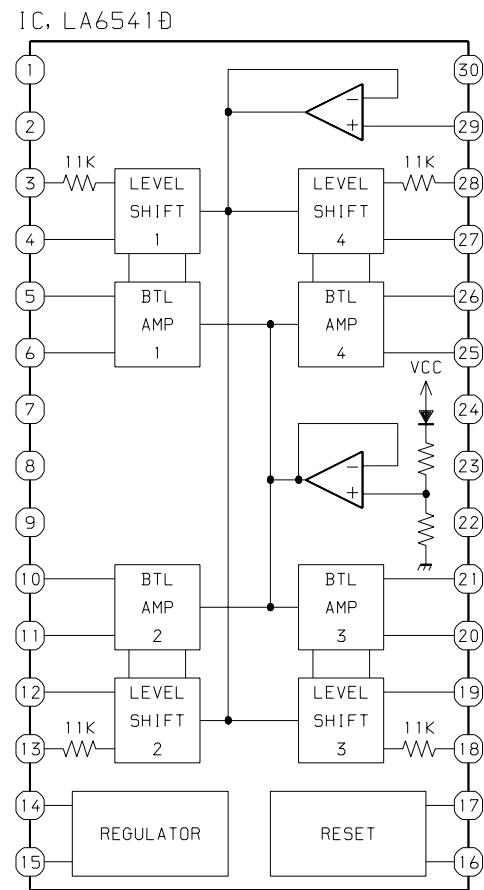 IC, LA6541D
1
30
2
29
11K
11K
3
LEVEL
SHIFT
1
LEVEL
SHIFT
4
28
4
27
5
BTL
AMP
1
BTL
AMP
4
26
6
25
VCC
7
24
8
23
9
22
−
+
−
+
10
BTL
AMP
2
BTL
AMP
3
21
11
20
12
LEVEL
SHIFT
2
LEVEL
SHIFT
3
19
11K
11K
13
18
14
REGULATOR
RESET
17
15
16